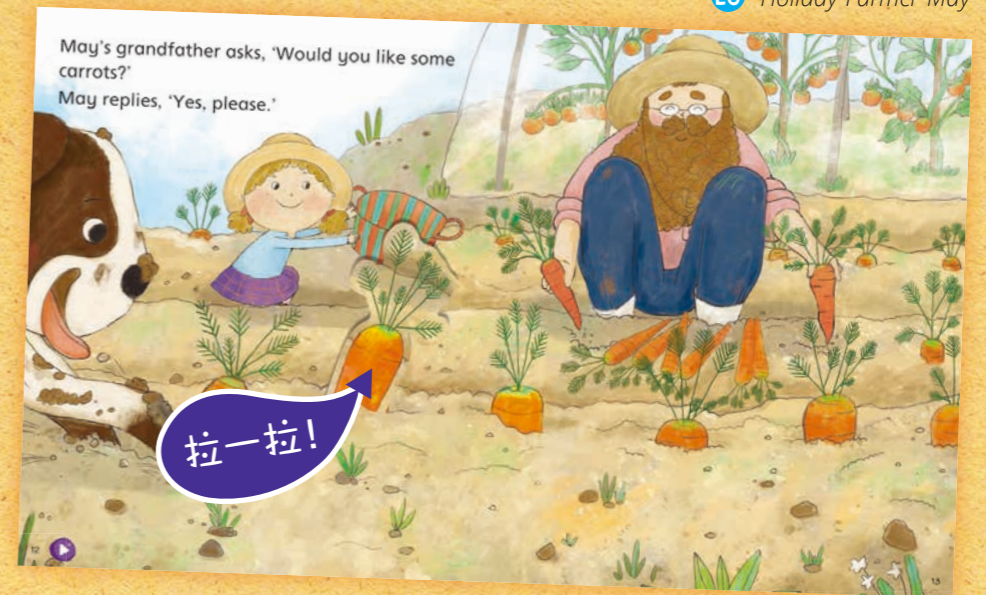 E6 Holiday Farmer May
May's grandfather asks, 'Would you like some
carrots?'
May replies, 'Yes, please.'
拉一拉!
12
13